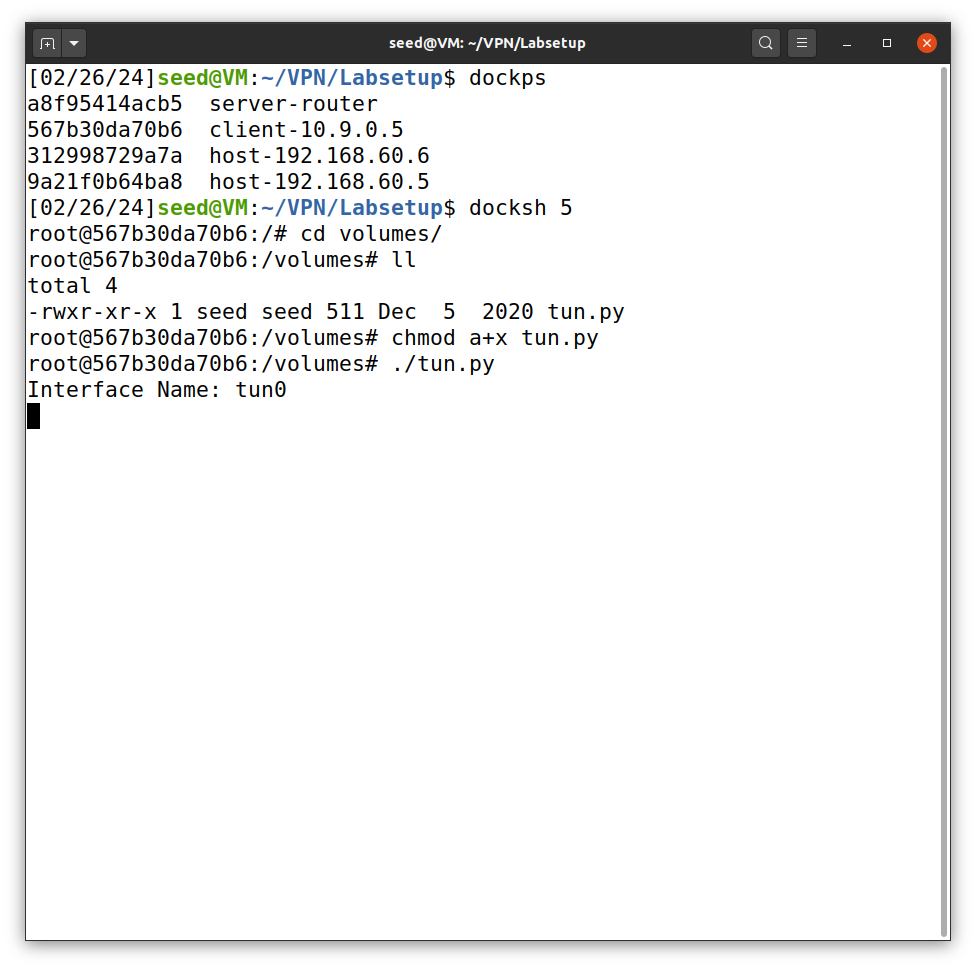 seed@VM: ~/VPN/Labsetup
[02/26/24]seed@VM:~/VPN/Labsetup$ dockps
a8f95414acb5  server-router
567b30da70b6  client-10.9.0.5
312998729a7a  host-192.168.60.6
9a21f0b64ba8  host-192.168.60.5
[02/26/24]seed@VM:~/VPN/Labsetup$ docksh 5
root@567b30da70b6:/# cd volumes/
root@567b30da70b6:/volumes# ll
total 4
-rwxr-xr-x 1 seed seed 511 Dec  5  2020 tun.py
root@567b30da70b6:/volumes# chmod a+x tun.py
root@567b30da70b6:/volumes# ./tun.py
Interface Name: tun0